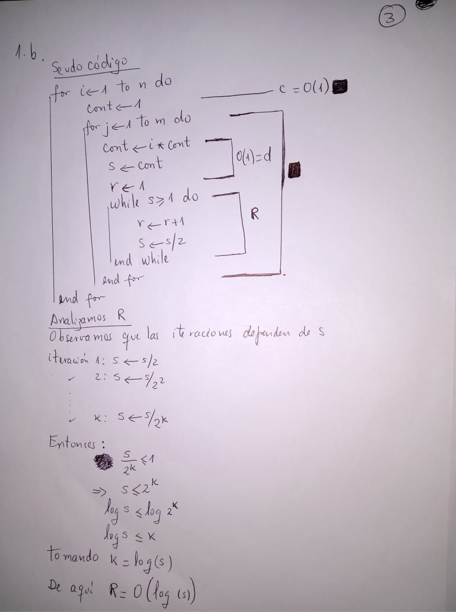 3
1.b.
Seudo código
for i←1 to n do
cont←1
c = O(1)
for j←1 to m do
cont ← i * cont
s ← cont
O(1)=d
r ← 1
while s⩾1 do
r ← r+1
s ← s/2
R
end while
end for
end for
Analizamos R
Observamos que las iteraciones dependen de s
iteración 1: s ← s/2
✓ 2: s ← s/2²
⋮
✓ k: s ← s/2ᵏ
Entonces:
s/2ᵏ ⩽ 1
⇒ s ⩽ 2ᵏ
log s ⩽ log 2ᵏ
log s ⩽ k
tomando k = log(s)
De aquí R = O(log(s))